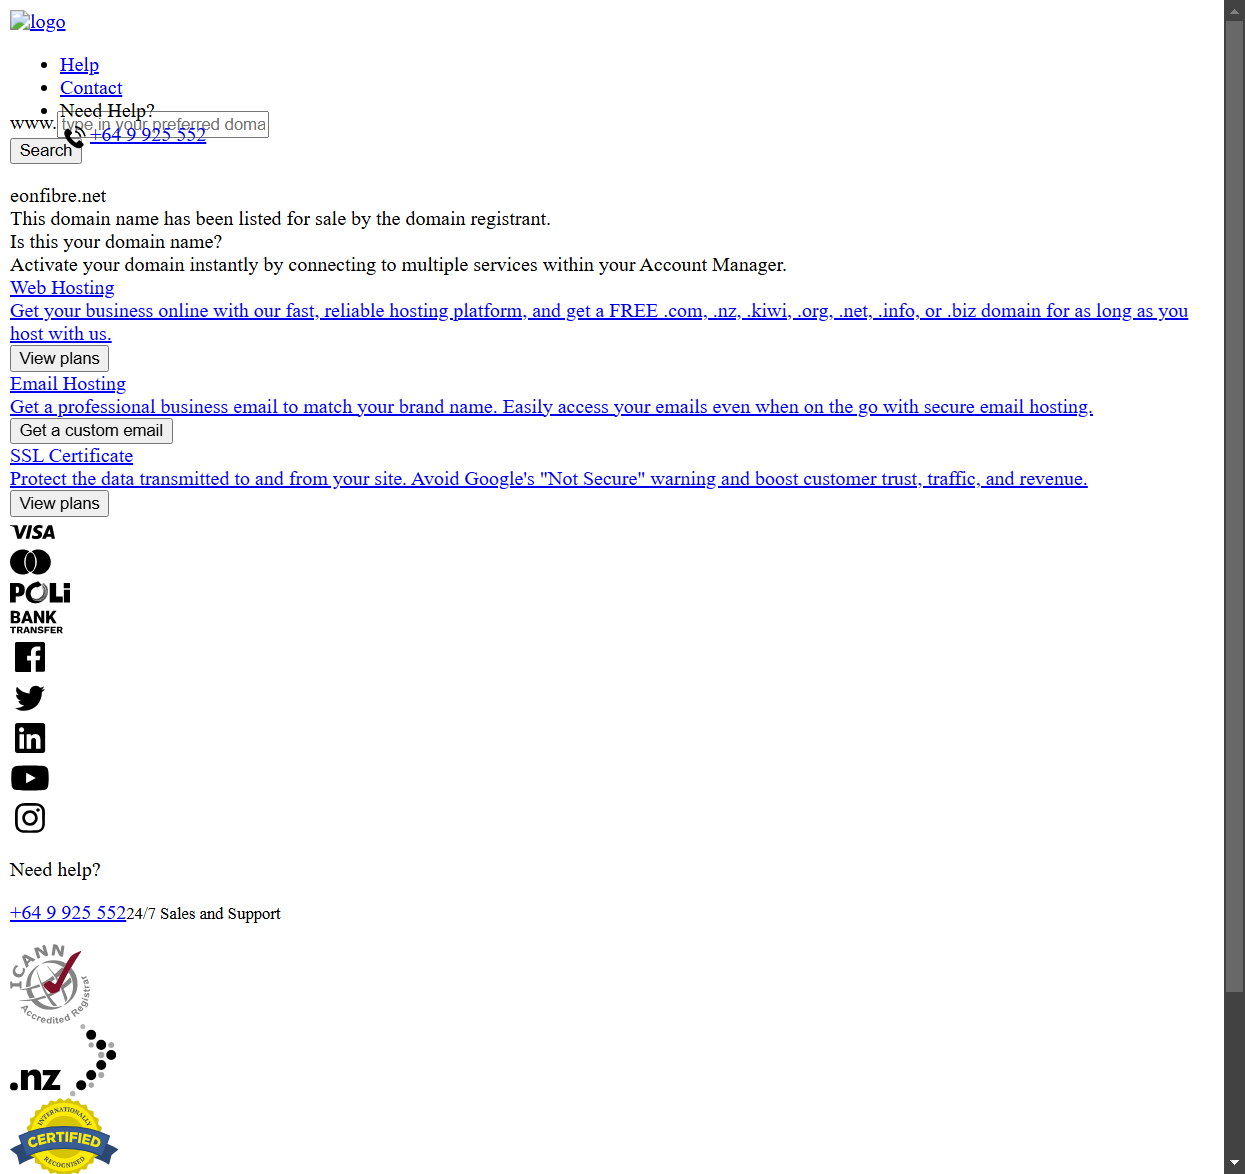 logo
Help
Contact
Need Help?
www.
type in your preferred doma
+64 9 925 552
Search
eonfibre.net
This domain name has been listed for sale by the domain registrant.
Is this your domain name?
Activate your domain instantly by connecting to multiple services within your Account Manager.
Web Hosting
Get your business online with our fast, reliable hosting platform, and get a FREE .com, .nz, .kiwi, .org, .net, .info, or .biz domain for as long as you
host with us.
View plans
Email Hosting
Get a professional business email to match your brand name. Easily access your emails even when on the go with secure email hosting.
Get a custom email
SSL Certificate
Protect the data transmitted to and from your site. Avoid Google's "Not Secure" warning and boost customer trust, traffic, and revenue.
View plans
VISA
POLi
BANK
TRANSFER
Need help?
+64 9 925 55224/7 Sales and Support
ICANN
Accredited Registrar
.nz
INTERNATIONALLY
CERTIFIED
RECOGNISED